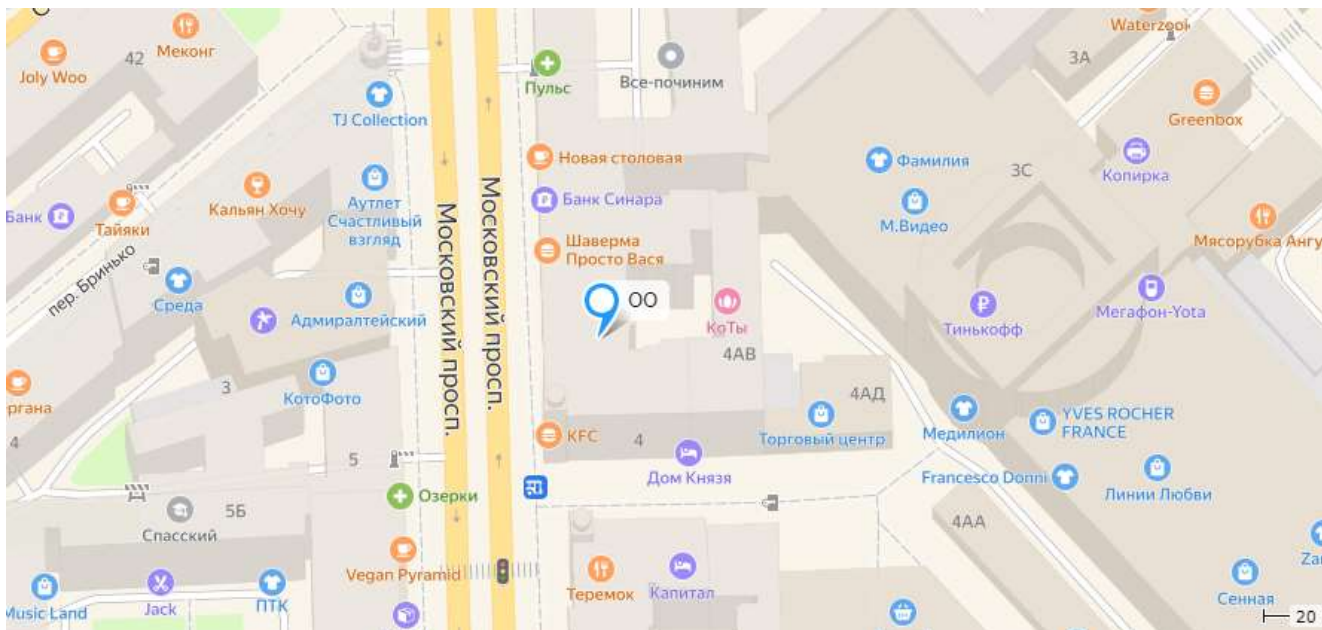 Waterzooi
42
Меконг
3А
Joly Woo
Пульс
Все-починим
TJ Collection
Greenbox
Новая столовая
Фамилия
3С
Копирка
Банк
Тайяки
Кальян Хочу
Аутлет
Счастливый
взгляд
Банк Синара
М.Видео
Мясорубка Ангу
Шаверма
Просто Вася
пер. Бринько
Московский просп.
Московский просп.
Среда
Адмиралтейский
ОО
КоТы
Тинькофф
Мегафон-Yota
4АВ
3
КотоФото
4АД
ргана
4
KFC
4
Торговый центр
Медилион
YVES ROCHER
FRANCE
5
Дом Князя
Francesco Donni
Линии Любви
Озерки
5Б
Спасский
4АА
Vegan Pyramid
Теремок
Капитал
Za
Music Land
Jack
ПТК
Сенная
20